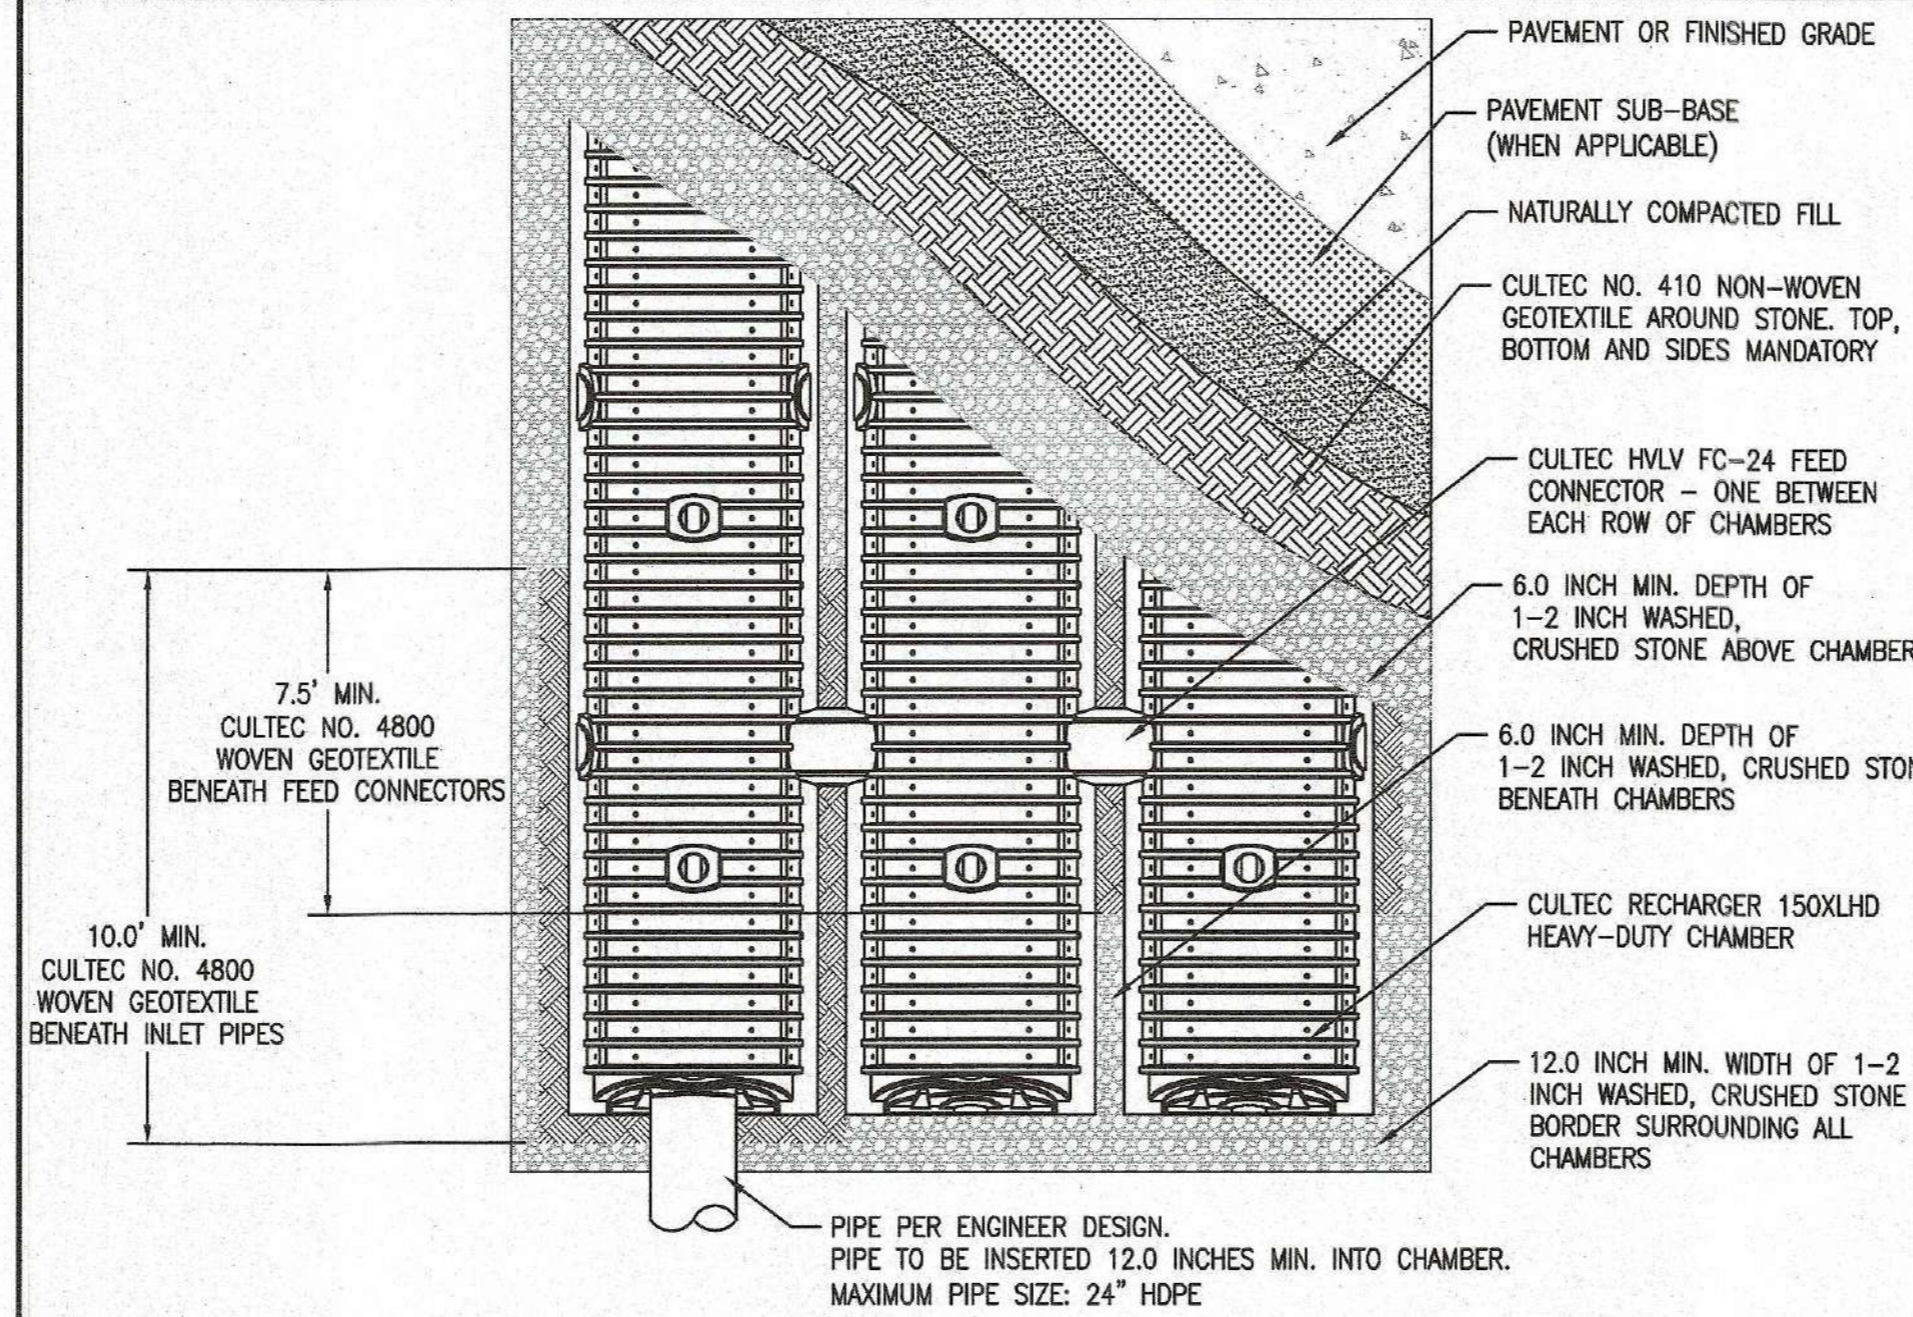 PAVEMENT OR FINISHED GRADE
PAVEMENT SUB-BASE
(WHEN APPLICABLE)
NATURALLY COMPACTED FILL
CULTEC NO. 410 NON-WOVEN
GEOTEXTILE AROUND STONE. TOP,
BOTTOM AND SIDES MANDATORY
CULTEC HVLV FC-24 FEED
CONNECTOR - ONE BETWEEN
EACH ROW OF CHAMBERS
6.0 INCH MIN. DEPTH OF
1-2 INCH WASHED,
CRUSHED STONE ABOVE CHAMBER
6.0 INCH MIN. DEPTH OF
1-2 INCH WASHED, CRUSHED
BENEATH CHAMBERS
CULTEC RECHARGER 150XLHD
HEAVY-DUTY CHAMBER
12.0 INCH MIN. WIDTH OF 1-2
INCH WASHED, CRUSHED STONE
BORDER SURROUNDING ALL
CHAMBERS
7.5' MIN.
CULTEC NO. 4800
WOVEN GEOTEXTILE
BENEATH FEED CONNECTORS
10.0' MIN.
CULTEC NO. 4800
WOVEN GEOTEXTILE
BENEATH INLET PIPES
PIPE PER ENGINEER DESIGN.
PIPE TO BE INSERTED 12.0 INCHES MIN. INTO CHAMBER.
MAXIMUM PIPE SIZE: 24" HDPE